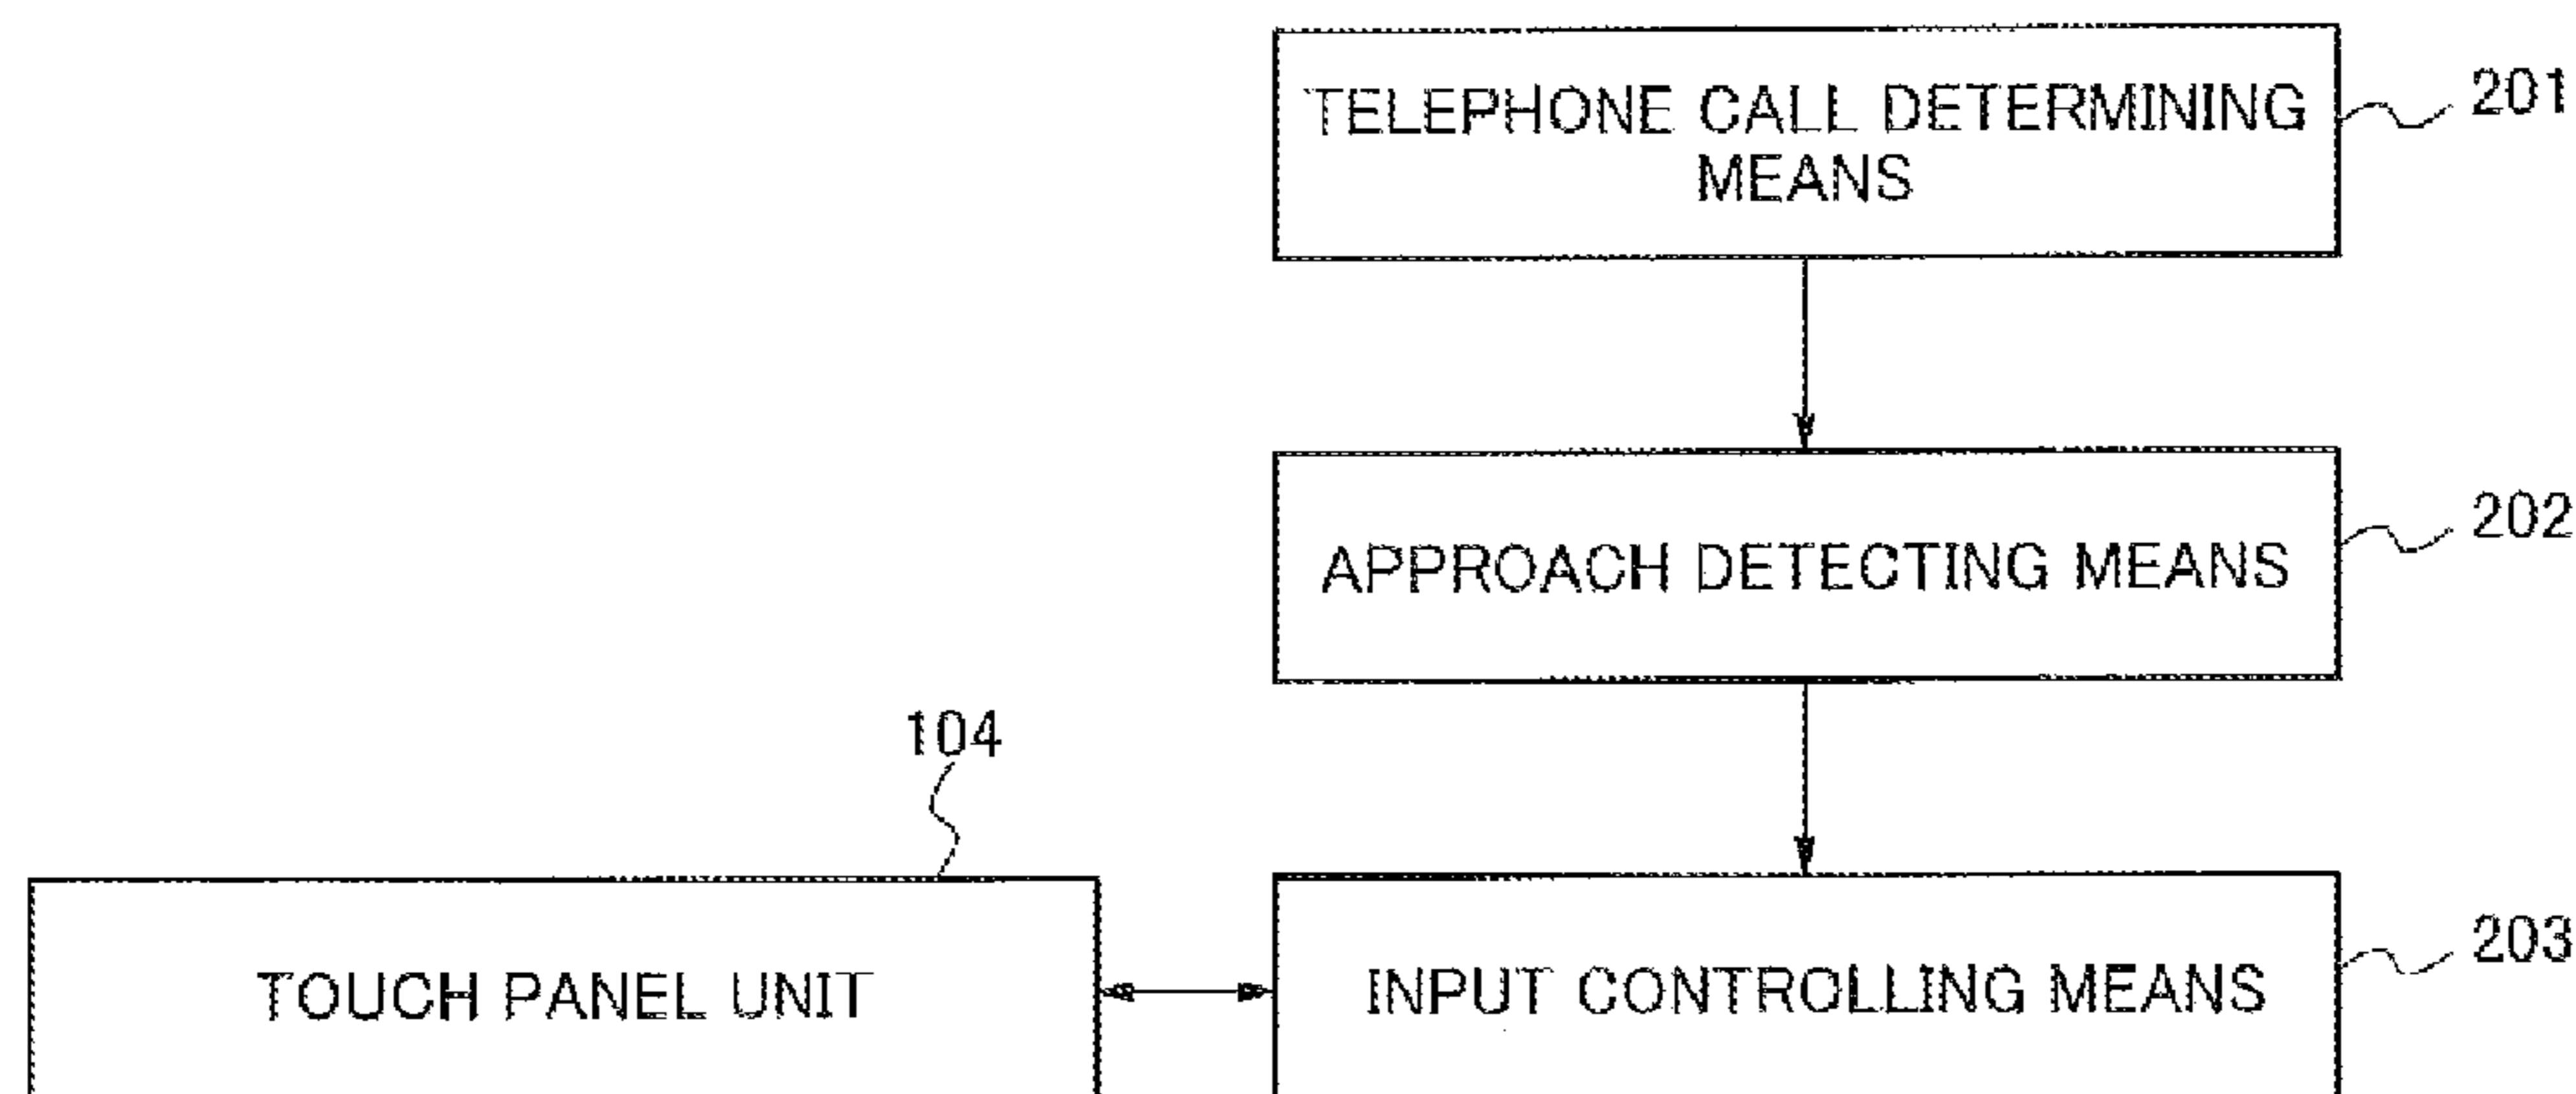 TELEPHONE CALL DETERMINING
MEANS
201
APPROACH DETECTING MEANS
202
104
TOUCH PANEL UNIT
INPUT CONTROLLING MEANS
203